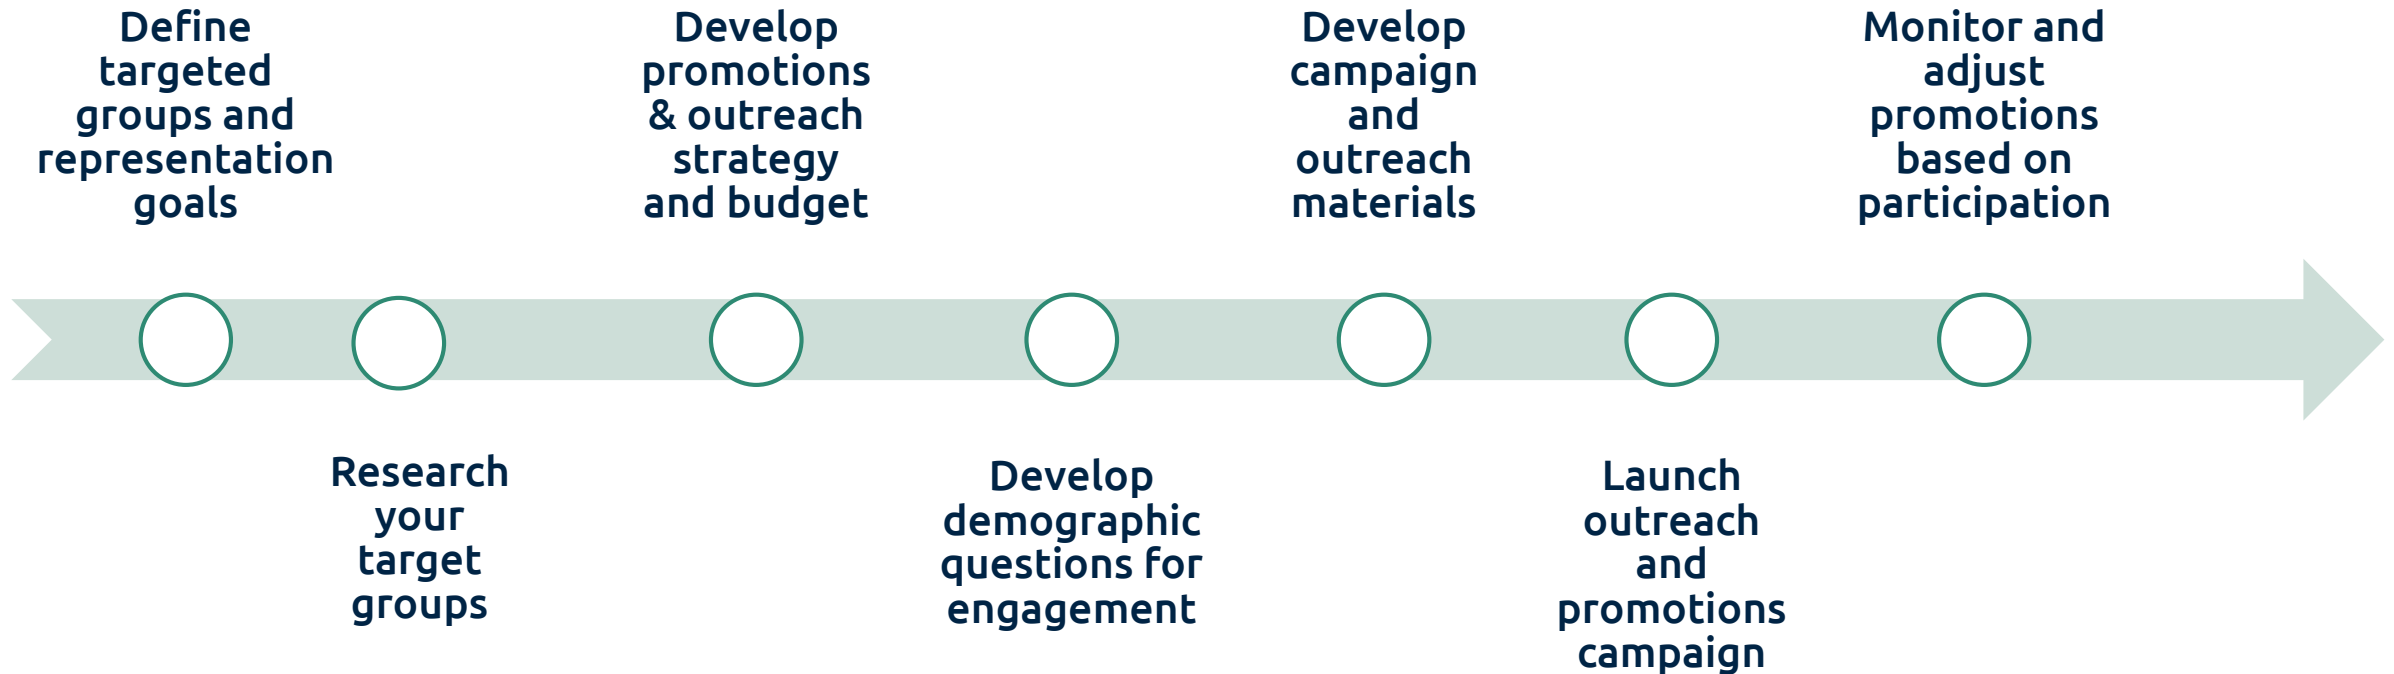 Define
targeted
groups and
representation
goals
Research
your
target
groups
Develop
promotions
& outreach
strategy
and budget
Develop
demographic
questions for
engagement
Develop
campaign
and
outreach
materials
Launch
outreach
and
promotions
campaign
Monitor and
adjust
promotions
based on
participation